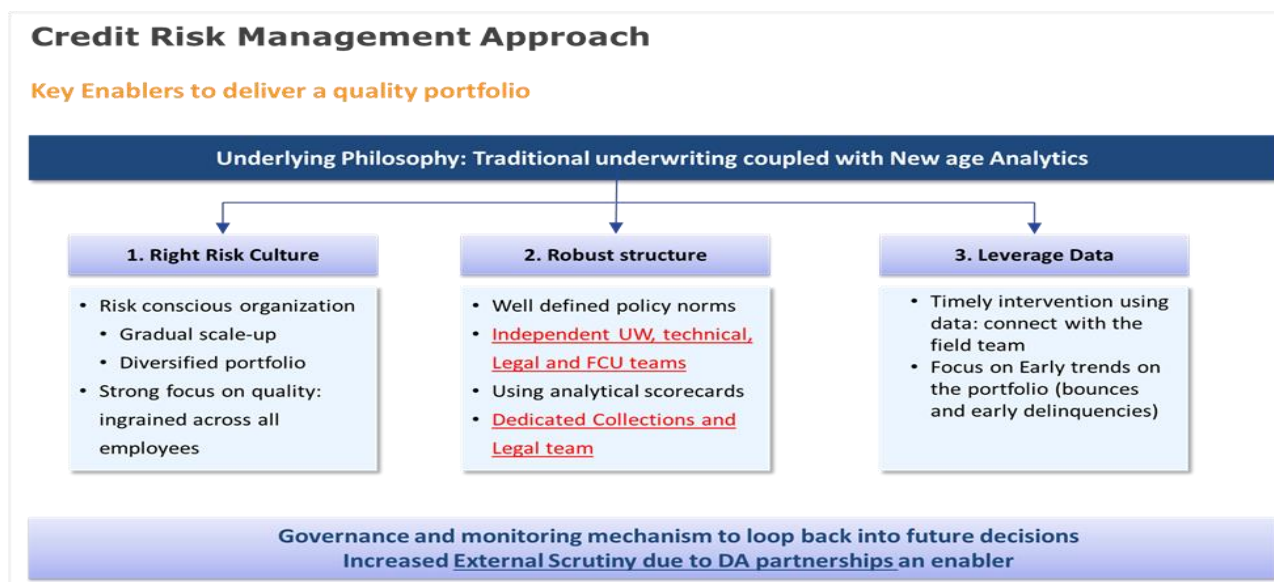 Credit Risk Management Approach
Key Enablers to deliver a quality portfolio
Underlying Philosophy: Traditional underwriting coupled with New age Analytics
1. Right Risk Culture
• Risk conscious organization
• Gradual scale-up
• Diversified portfolio
• Strong focus on quality:
ingrained across all
employees
2. Robust structure
• Well defined policy norms
• Independent UW, technical,
Legal and FCU teams
• Using analytical scorecards
• Dedicated Collections and
Legal team
3. Leverage Data
• Timely intervention using
data: connect with the
field team
• Focus on Early trends on
the portfolio (bounces
and early delinquencies)
Governance and monitoring mechanism to loop back into future decisions
Increased External Scrutiny due to DA partnerships an enabler